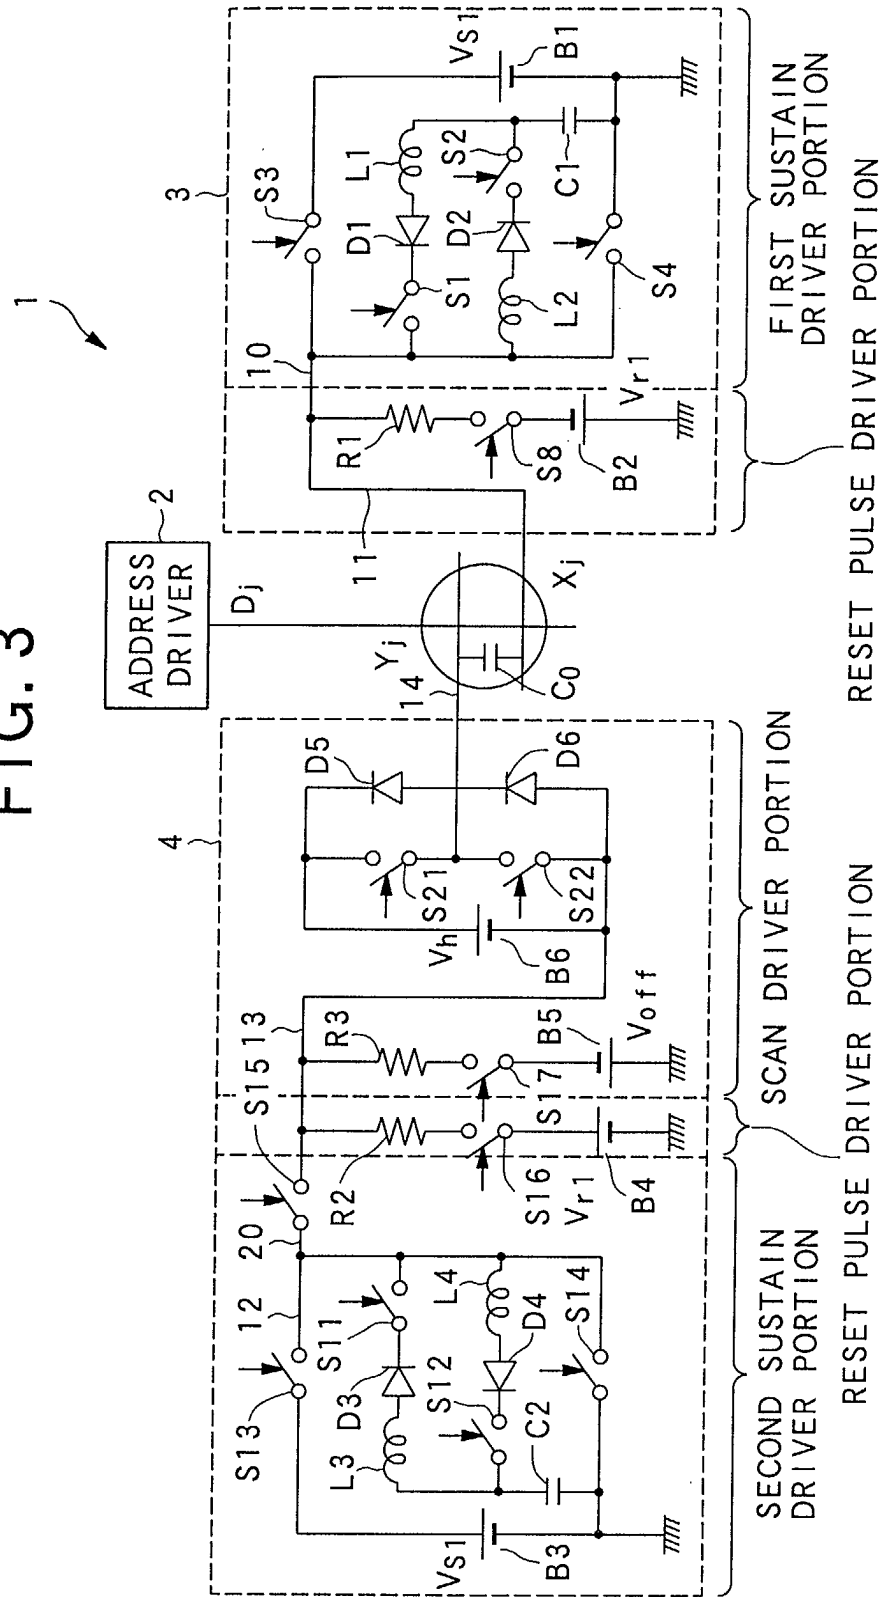 FIG. 3
1
ADDRESS
DRIVER
2
Dj
3
4
S13
12
20
S15
13
R3
D5
14
Yj
11
10
S3
VS1
B3
L3
D3
S11
S12
L4
D4
C2
S14
R2
S16
Vr1
B4
S17
B5
Voff
Vh
B6
S21
S22
D6
C0
Xj
R1
S8
B2
Vr1
S1
D1
L1
L2
D2
S2
C1
S4
VS1
B1
SECOND SUSTAIN
DRIVER PORTION
RESET PULSE DRIVER PORTION
SCAN DRIVER PORTION
RESET PULSE DRIVER PORTION
FIRST SUSTAIN
DRIVER PORTION